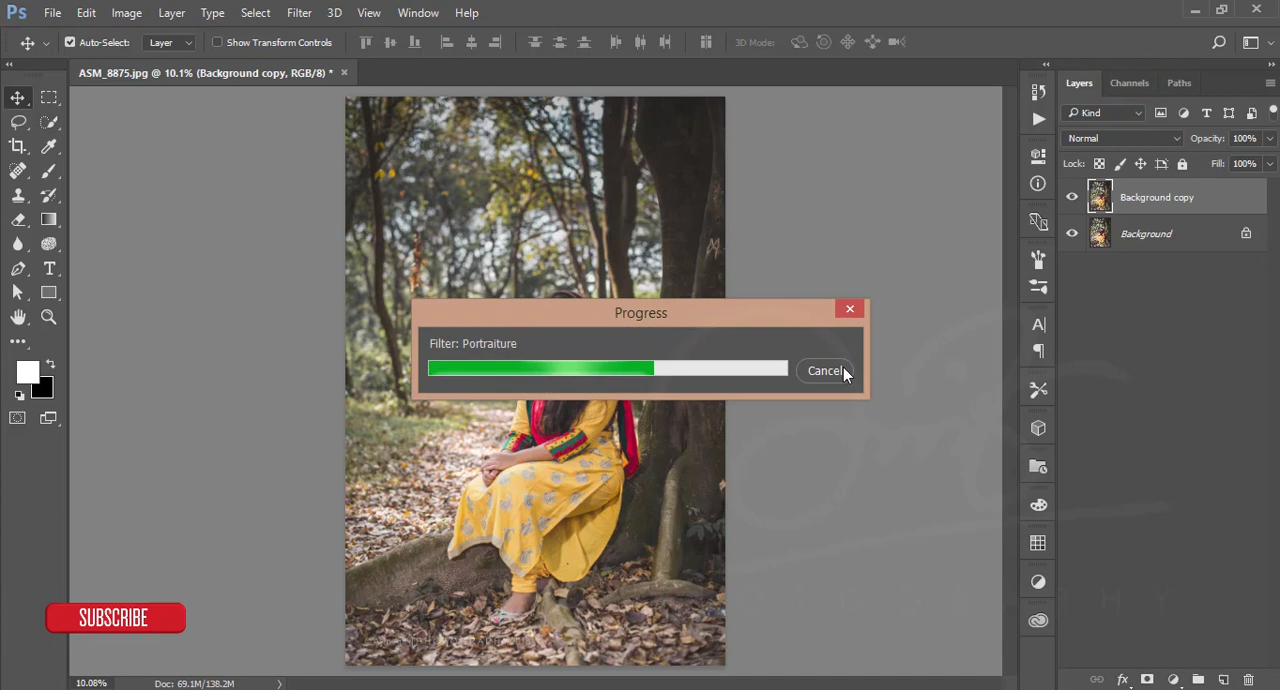 Ps File Edit Image Layer Type Select Filter 3D View Window Help
Auto-Select: Layer Show Transform Controls 3D Mode:
ASM_8875.jpg @ 10.1% (Background copy, RGB/8) * ×
Layers Channels Paths
Kind
Normal Opacity: 100%
Lock: Fill: 100%
Background copy
Background
Progress
Filter: Portraiture
Cancel
SUBSCRIBE
10.08% Doc: 69.1M/138.2M